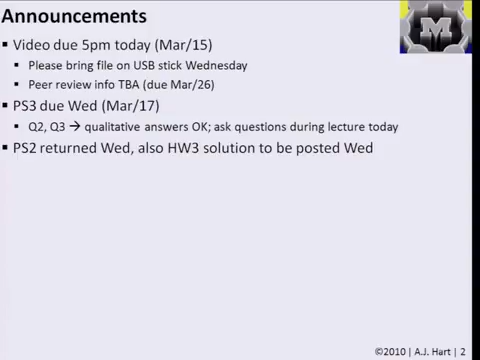 Announcements
▪ Video due 5pm today (Mar/15)
▪ Please bring file on USB stick Wednesday
▪ Peer review info TBA (due Mar/26)
▪ PS3 due Wed (Mar/17)
▪ Q2, Q3 → qualitative answers OK; ask questions during lecture today
▪ PS2 returned Wed, also HW3 solution to be posted Wed
M
©2010 | A.J. Hart | 2